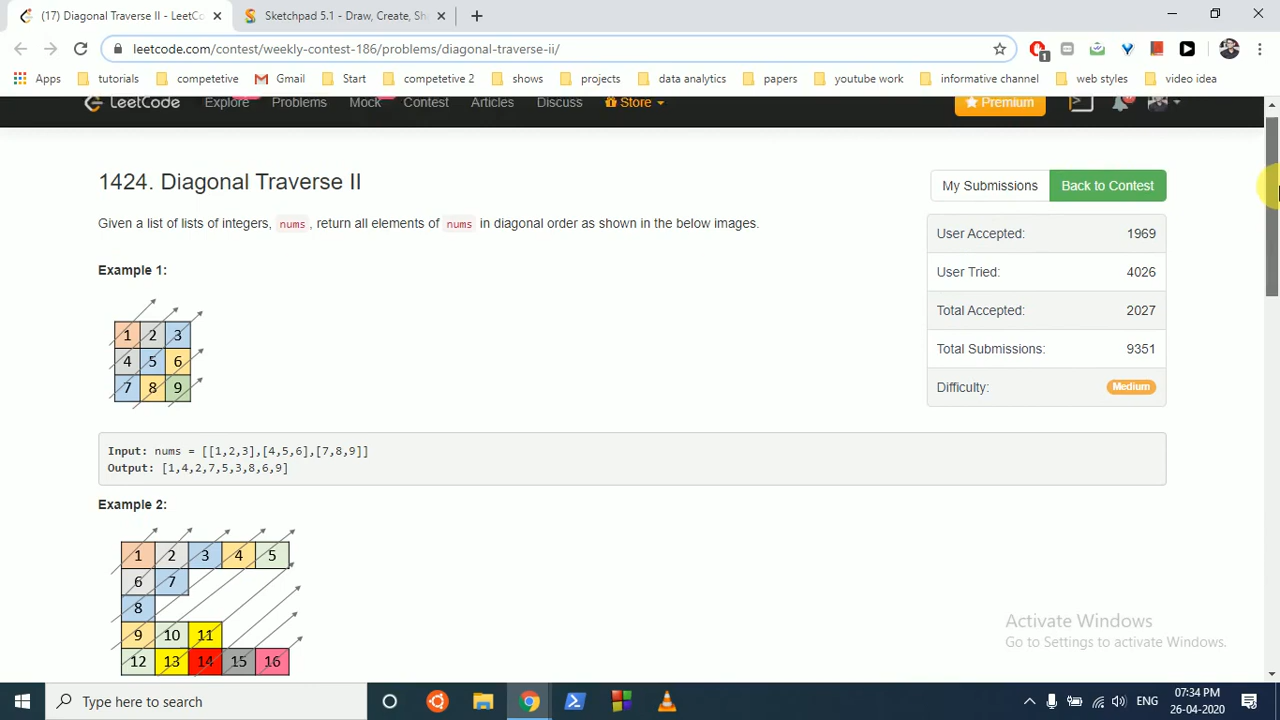 (17) Diagonal Traverse II - LeetCo
Sketchpad 5.1 - Draw, Create, Sh
leetcode.com/contest/weekly-contest-186/problems/diagonal-traverse-ii/
1
Apps tutorials competetive Gmail Start competetive 2 shows projects data analytics papers youtube work informative channel web styles video idea
LeetCode Explore Problems Mock Contest Articles Discuss Store Premium
1424. Diagonal Traverse II
My Submissions Back to Contest
Given a list of lists of integers, nums, return all elements of nums in diagonal order as shown in the below images.
User Accepted: 1969
Example 1:
User Tried: 4026
Total Accepted: 2027
1 2 3
Total Submissions: 9351
4 5 6
7 8 9
Difficulty: Medium
Input: nums = [[1,2,3],[4,5,6],[7,8,9]]
Output: [1,4,2,7,5,3,8,6,9]
Example 2:
1 2 3 4 5
6 7
8
9 10 11
12 13 14 15 16
Activate Windows
Go to Settings to activate Windows.
Type here to search
ENG
07:34 PM
26-04-2020